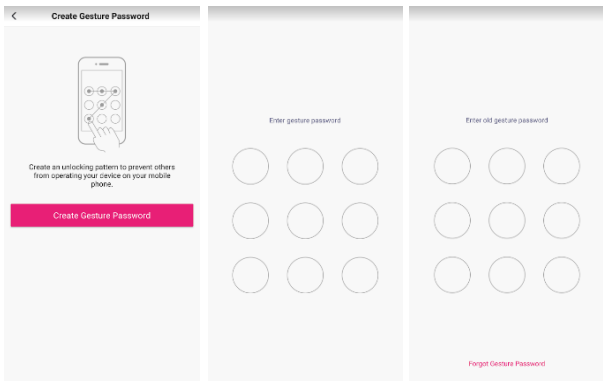 Create Gesture Password
Create an unlocking pattern to prevent others
from operating your device on your mobile
phone.
Create Gesture Password
Enter gesture password
Enter old gesture password
Forgot Gesture Password